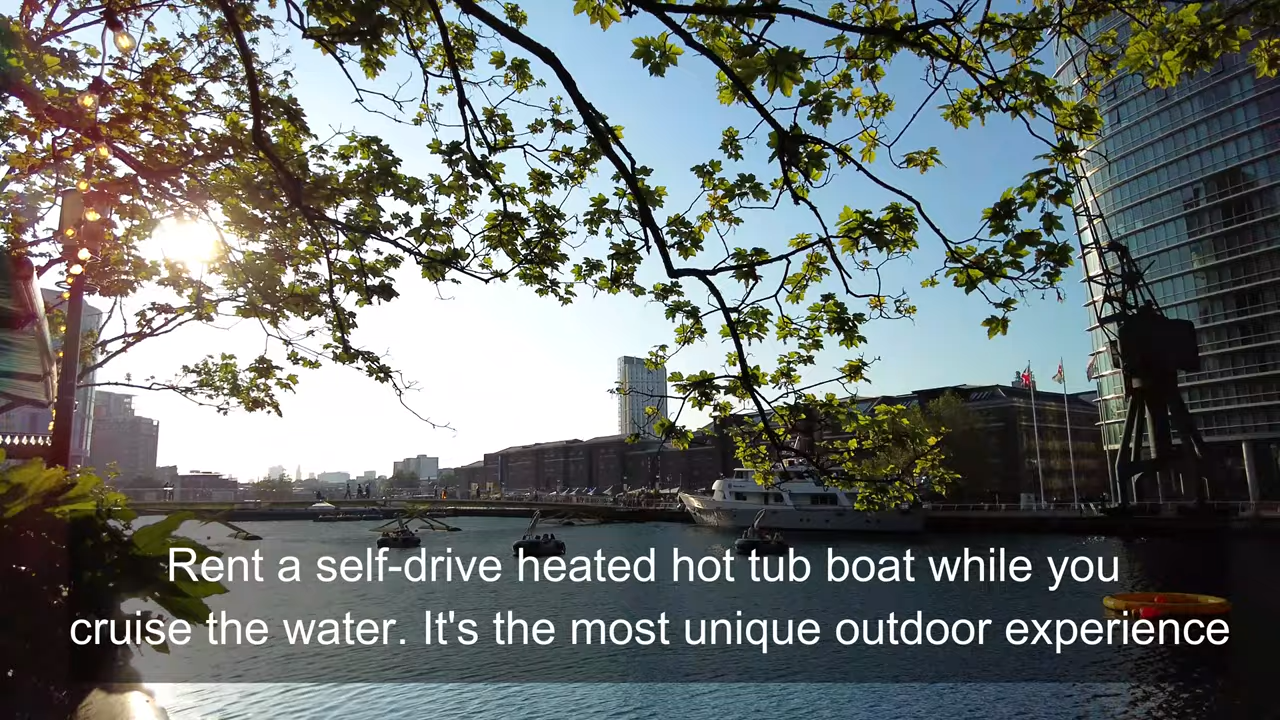 Rent a self-drive heated hot tub boat while you
cruise the water. It's the most unique outdoor experience